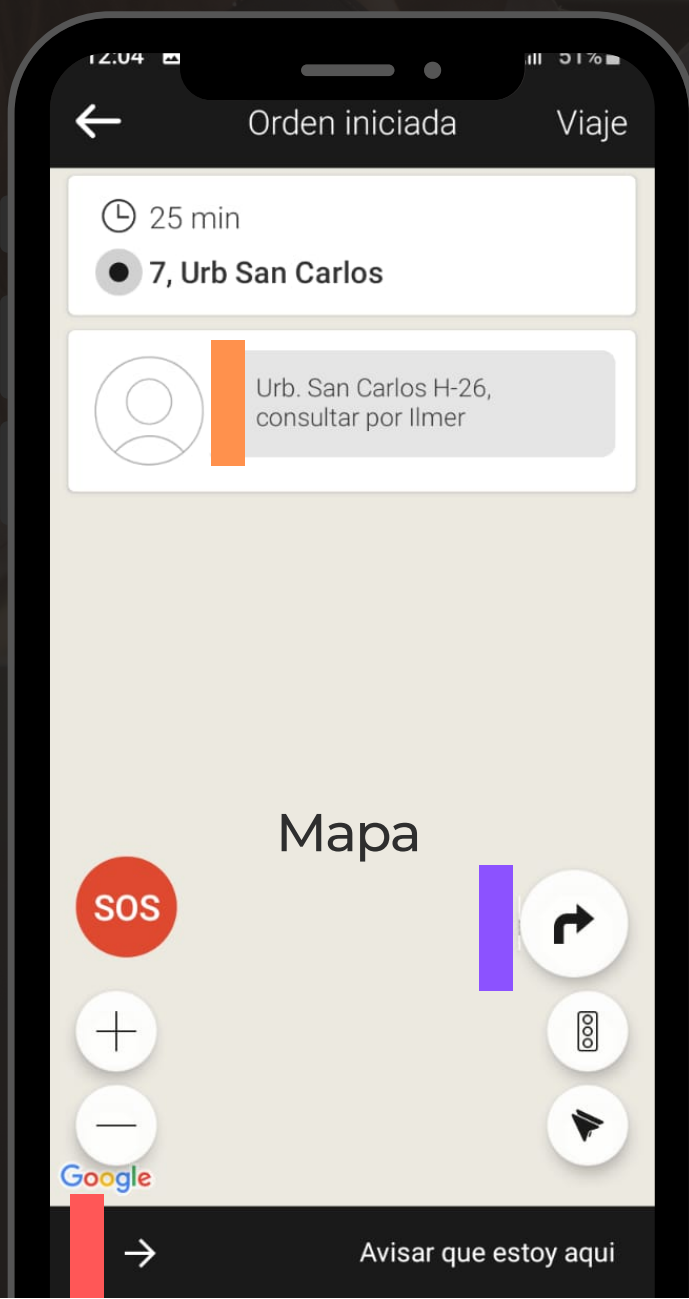 12:04
51%
Orden iniciada
Viaje
25 min
7, Urb San Carlos
Urb. San Carlos H-26,
consultar por Ilmer
Mapa
SOS
Google
Avisar que estoy aqui